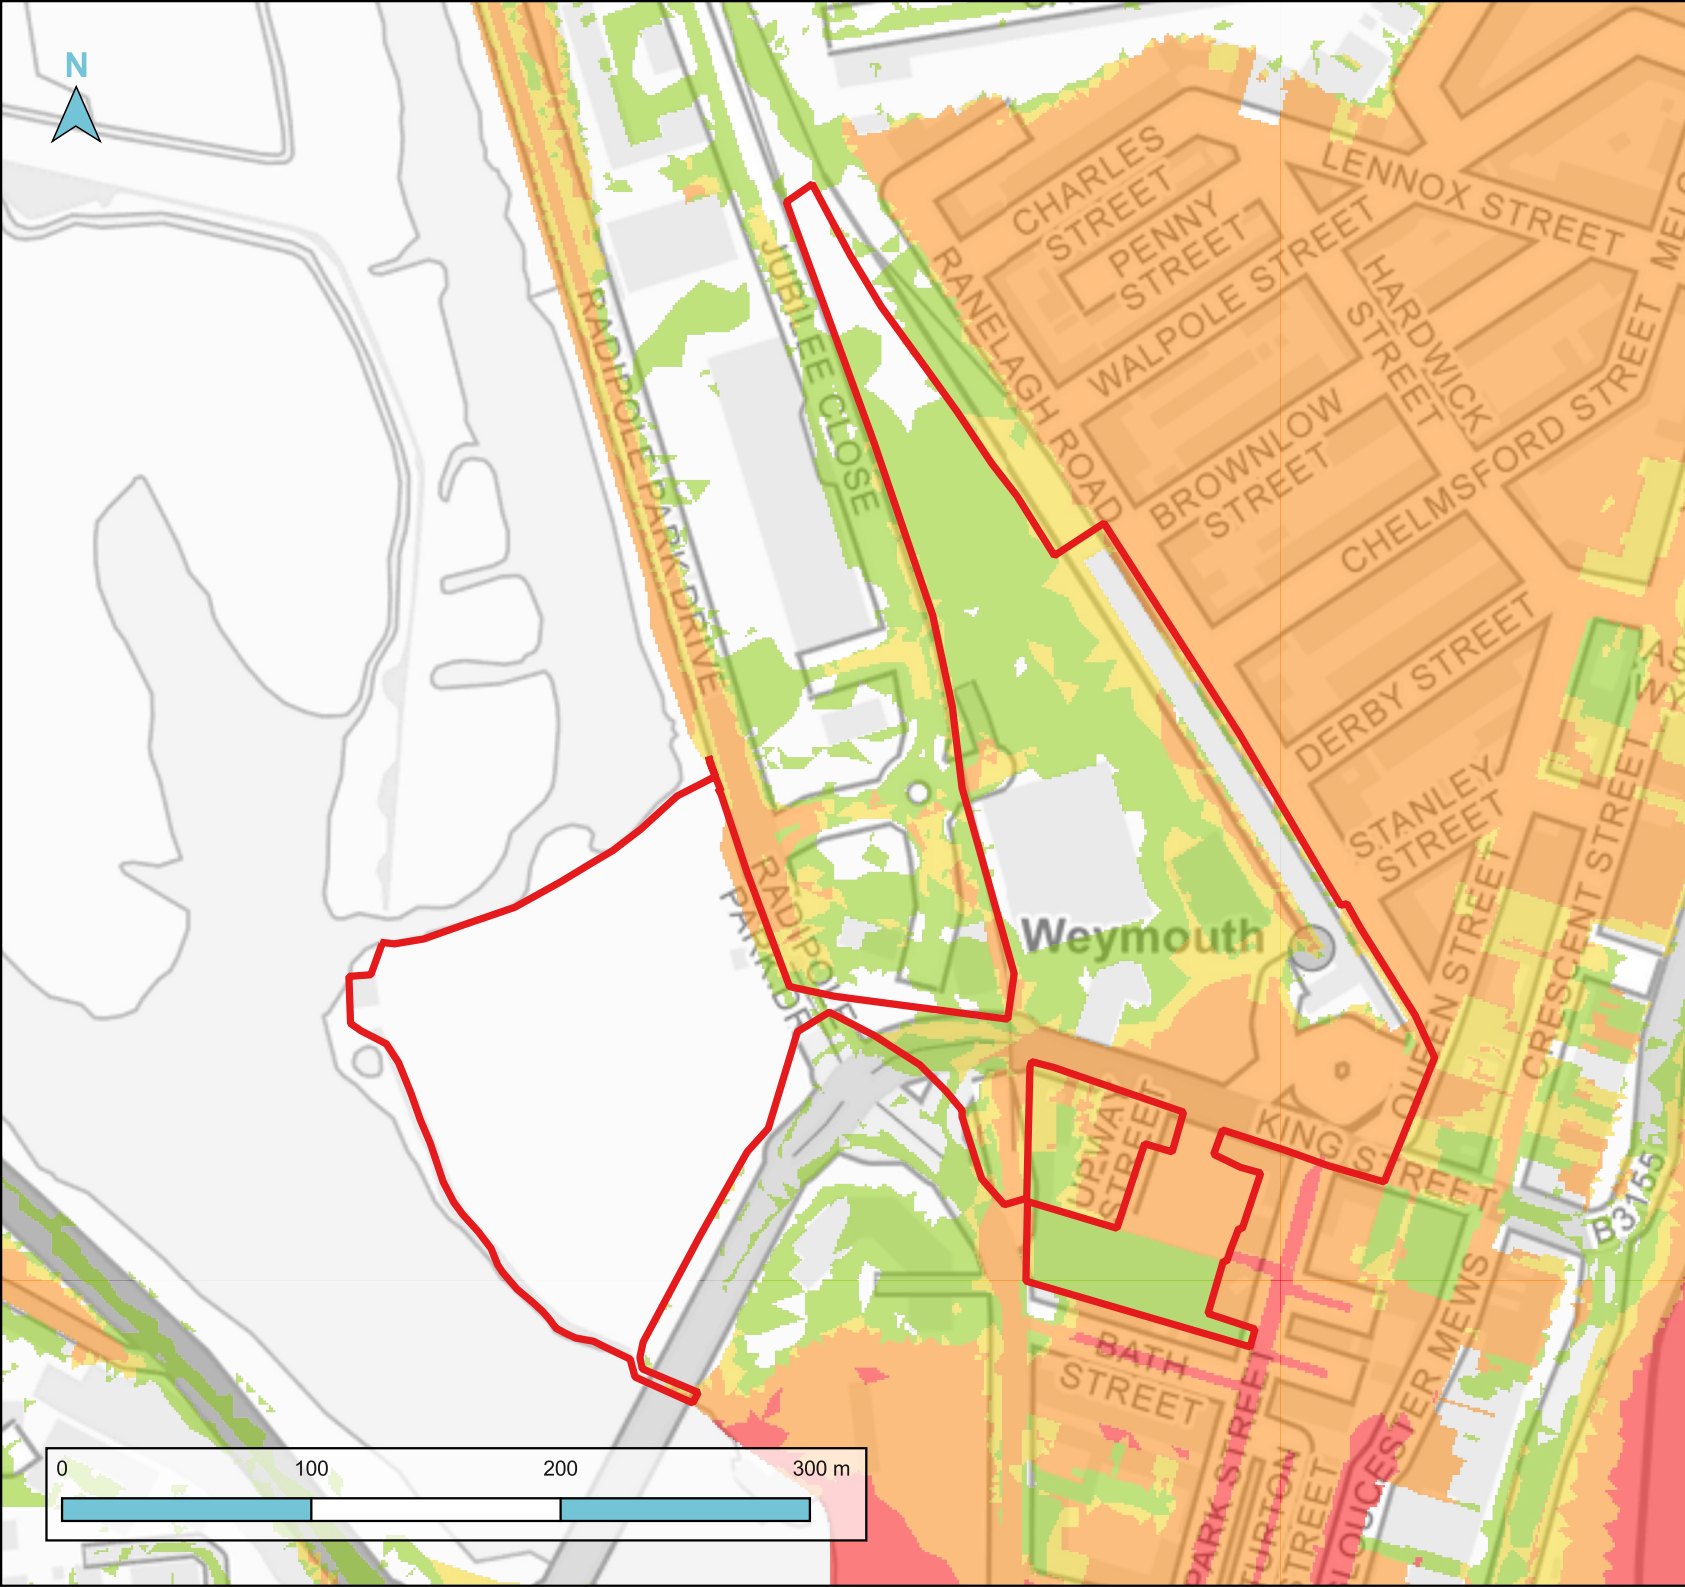 N
CHARLES
STREET
PENNY
STREET
LENNOX STREET
WALPOLE STREET
HARDWICK
STREET
RANELAGH ROAD
JUBILEE CLOSE
RADIPOLE PARK DRIVE
BROWNLOW
STREET
CHELMSFORD STREET
DERBY STREET
STANLEY
STREET
QUEEN STREET
CRESCENT STREET
RADIPOLE
PARK DR
Weymouth
KING STREET
UPWAY
STREET
B3155
BATH
STREET
PARK STREET
TURTON
STREET
GLOUCESTER MEWS
0 100 200 300 m